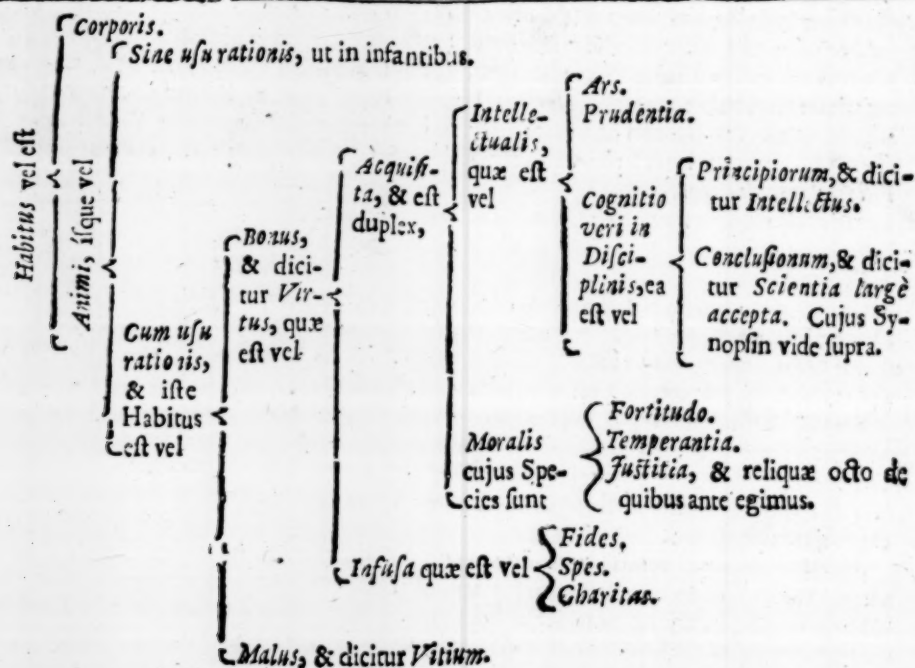 Habitus vel est
Corporis.
Animi, isque vel
Sine usu rationis, ut in infantibus.
Cum usu
rationis,
& iste
Habitus
est vel
Bonus,
& dici-
tur Vir-
tus, quæ
est vel
Acquisi-
ta, & est
duplex,
Intelle-
ctualis,
quæ est
vel
Ars.
Prudentia.
Cognitio
veri in
Disci-
plinis, ea
est vel
Principiorum, & dici-
tur Intellectus.
Conclusionum, & dici-
tur Scientia largè
accepta. Cujus Sy-
nopsin vide supra.
Moralis
cujus Spe-
cies sunt
Fortitudo.
Temperantia.
Justitia, & reliquæ octo de
quibus ante egimus.
Infusa quæ est vel
Fides.
Spes.
Charitas.
Malus, & dicitur Vitium.